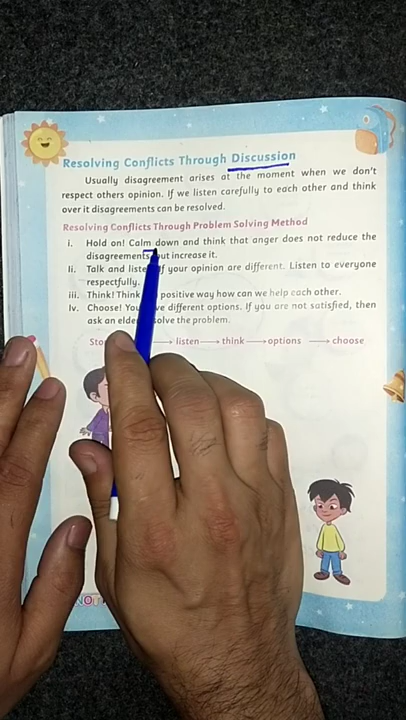 Resolving Conflicts Through Discussion
Usually disagreement arises at the moment when we don't
respect others opinion. If we listen carefully to each other and think
over it disagreements can be resolved.
Resolving Conflicts Through Problem Solving Method
i. Hold on! Calm down and think that anger does not reduce the
disagreements but increase it.
ii. Talk and listen If your opinion are different. Listen to everyone
respectfully.
iii. Think! Think positive way how can we help each other.
iv. Choose! You have different options. If you are not satisfied, then
ask an elder solve the problem.
listen → think → options → choose